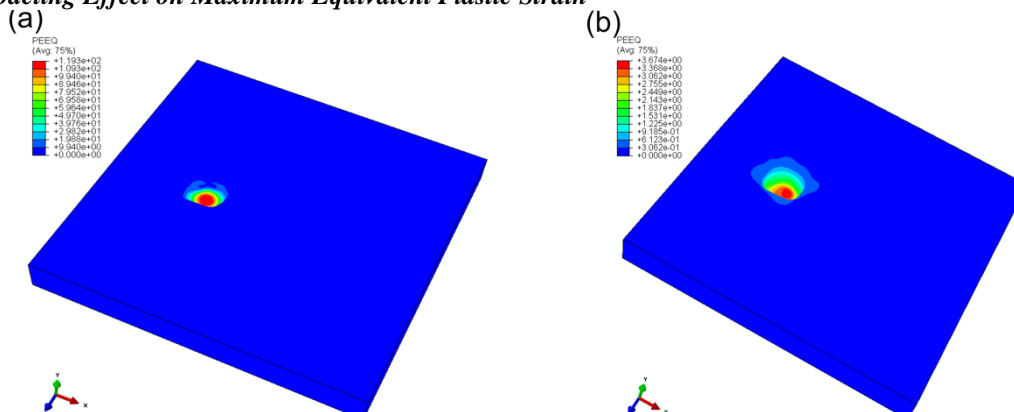 Effect on Maximum Equivalent Plastic Strain
(a)
PEEQ
(Avg: 75%)
+1.193e+02
+1.093e+02
+9.940e+01
+8.946e+01
+7.952e+01
+6.958e+01
+5.964e+01
+4.970e+01
+3.976e+01
+2.982e+01
+1.988e+01
+9.940e+00
+0.000e+00
Y
X
(b)
PEEQ
(Avg: 75%)
+3.674e+00
+3.368e+00
+3.062e+00
+2.755e+00
+2.449e+00
+2.143e+00
+1.837e+00
+1.531e+00
+1.225e+00
+9.185e-01
+6.123e-01
+3.062e-01
+0.000e+00
Y
X